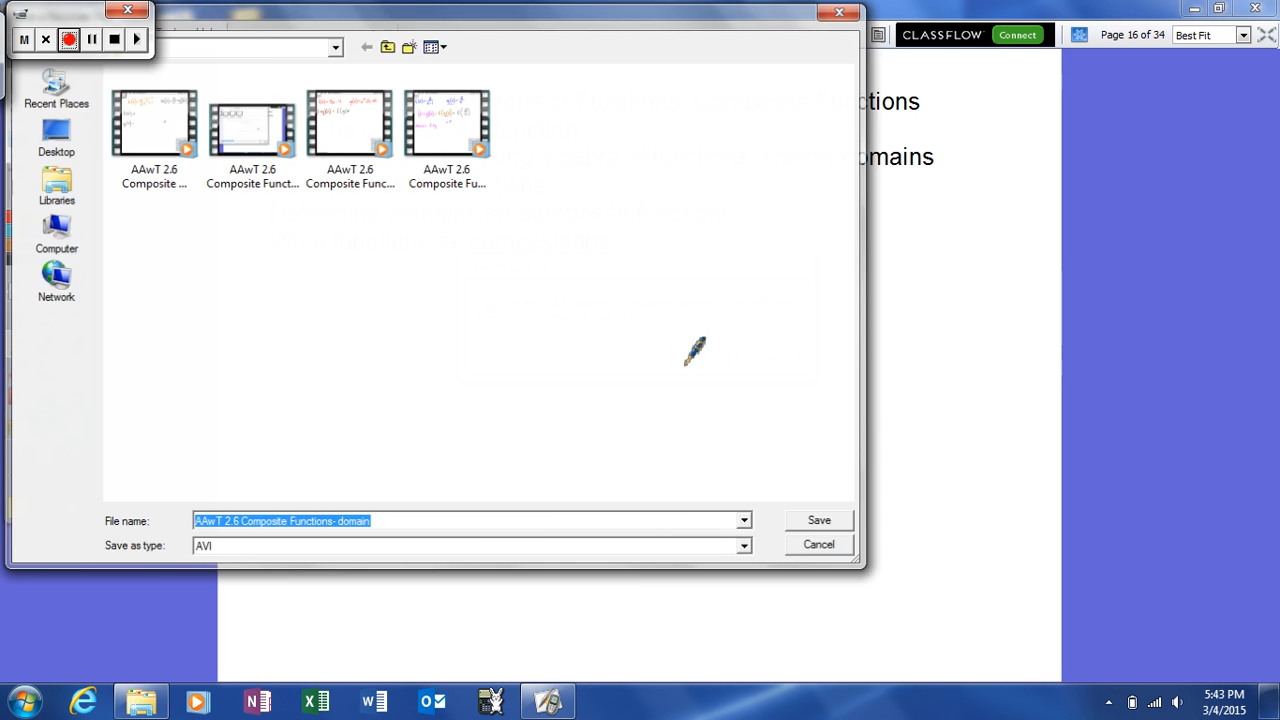 M
CLASSFLOW Connect
Page 16 of 34
Best Fit
Recent Places
Desktop
Libraries
Computer
Network
AAwT 2.6
Composite ...
AAwT 2.6
Composite Funct...
AAwT 2.6
Composite Func...
AAwT 2.6
Composite Fu...
ctions
omains
File name: AAwT 2.6 Composite Functions- domain
Save
Save as type: AVI
Cancel
5:43 PM
3/4/2015